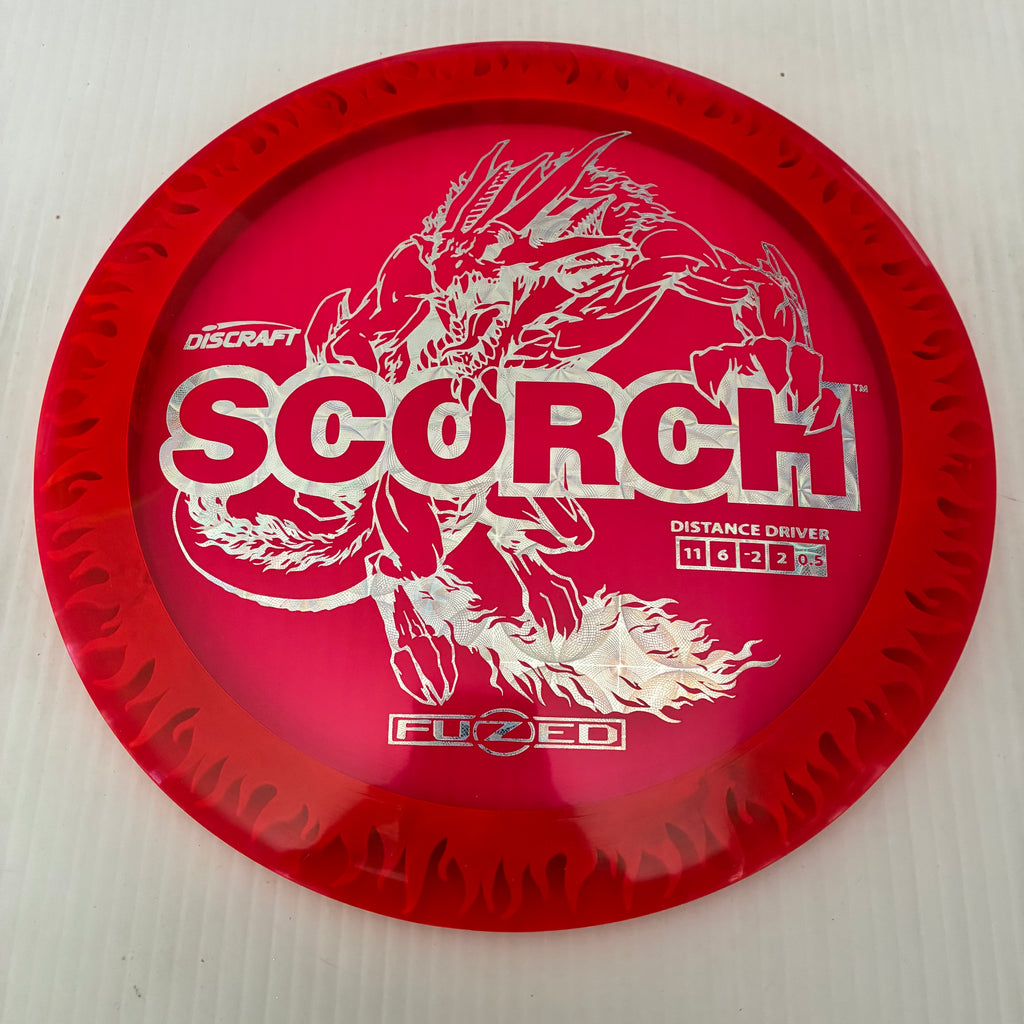 DISCRAFT
SCORCH™
DISTANCE DRIVER
11 6 -2 2 0.5
FUZED